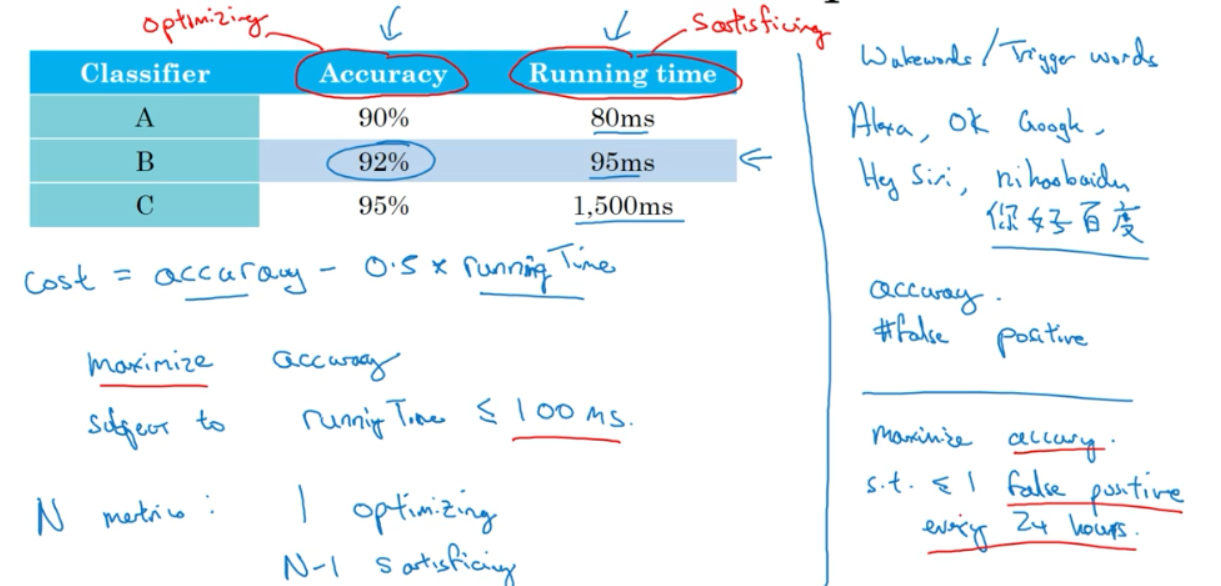 optimizing
Satisficing
Classifier Accuracy Running time
A 90% 80ms
B 92% 95ms
C 95% 1,500ms
cost = accuracy - 0.5 x running Time
maximize accuracy
subject to running Time ≤ 100 ms.
N metrics: 1 optimizing
N-1 satisficing
Wakewords / Trigger words
Alexa, OK Google,
Hey Siri, nihaobaidu
你好百度
accuracy.
#false positive
maximize accuracy.
s.t. ≤ 1 false positive
every 24 hours.